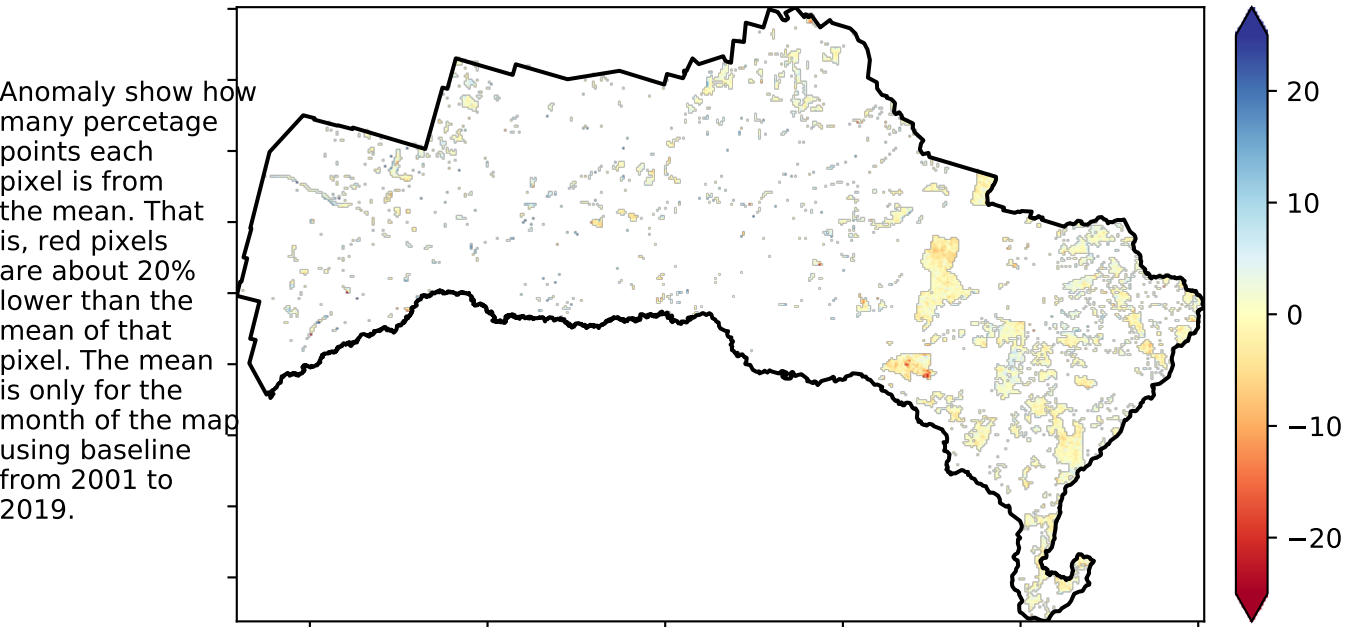 Anomaly show how
many percetage
points each
pixel is from
the mean. That
is, red pixels
are about 20%
lower than the
mean of that
pixel. The mean
is only for the
month of the map
using baseline
from 2001 to
2019.
20
10
0
−10
−20